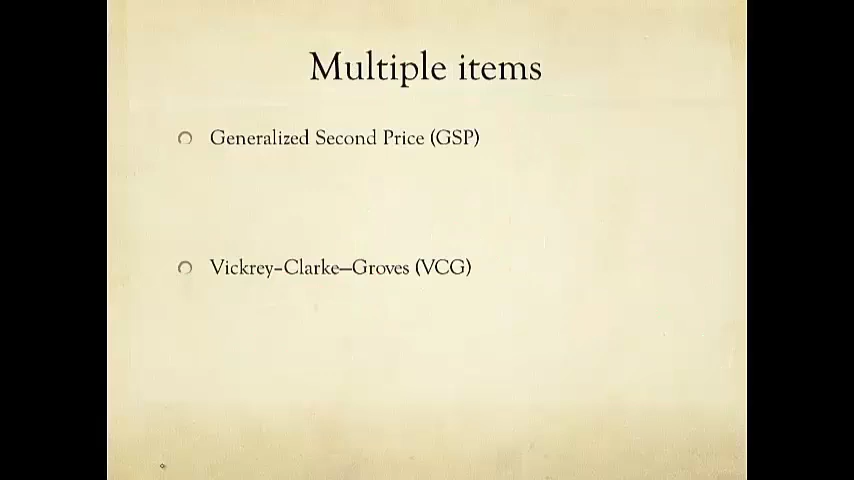 Multiple items
Generalized Second Price (GSP)
Vickrey–Clarke—Groves (VCG)